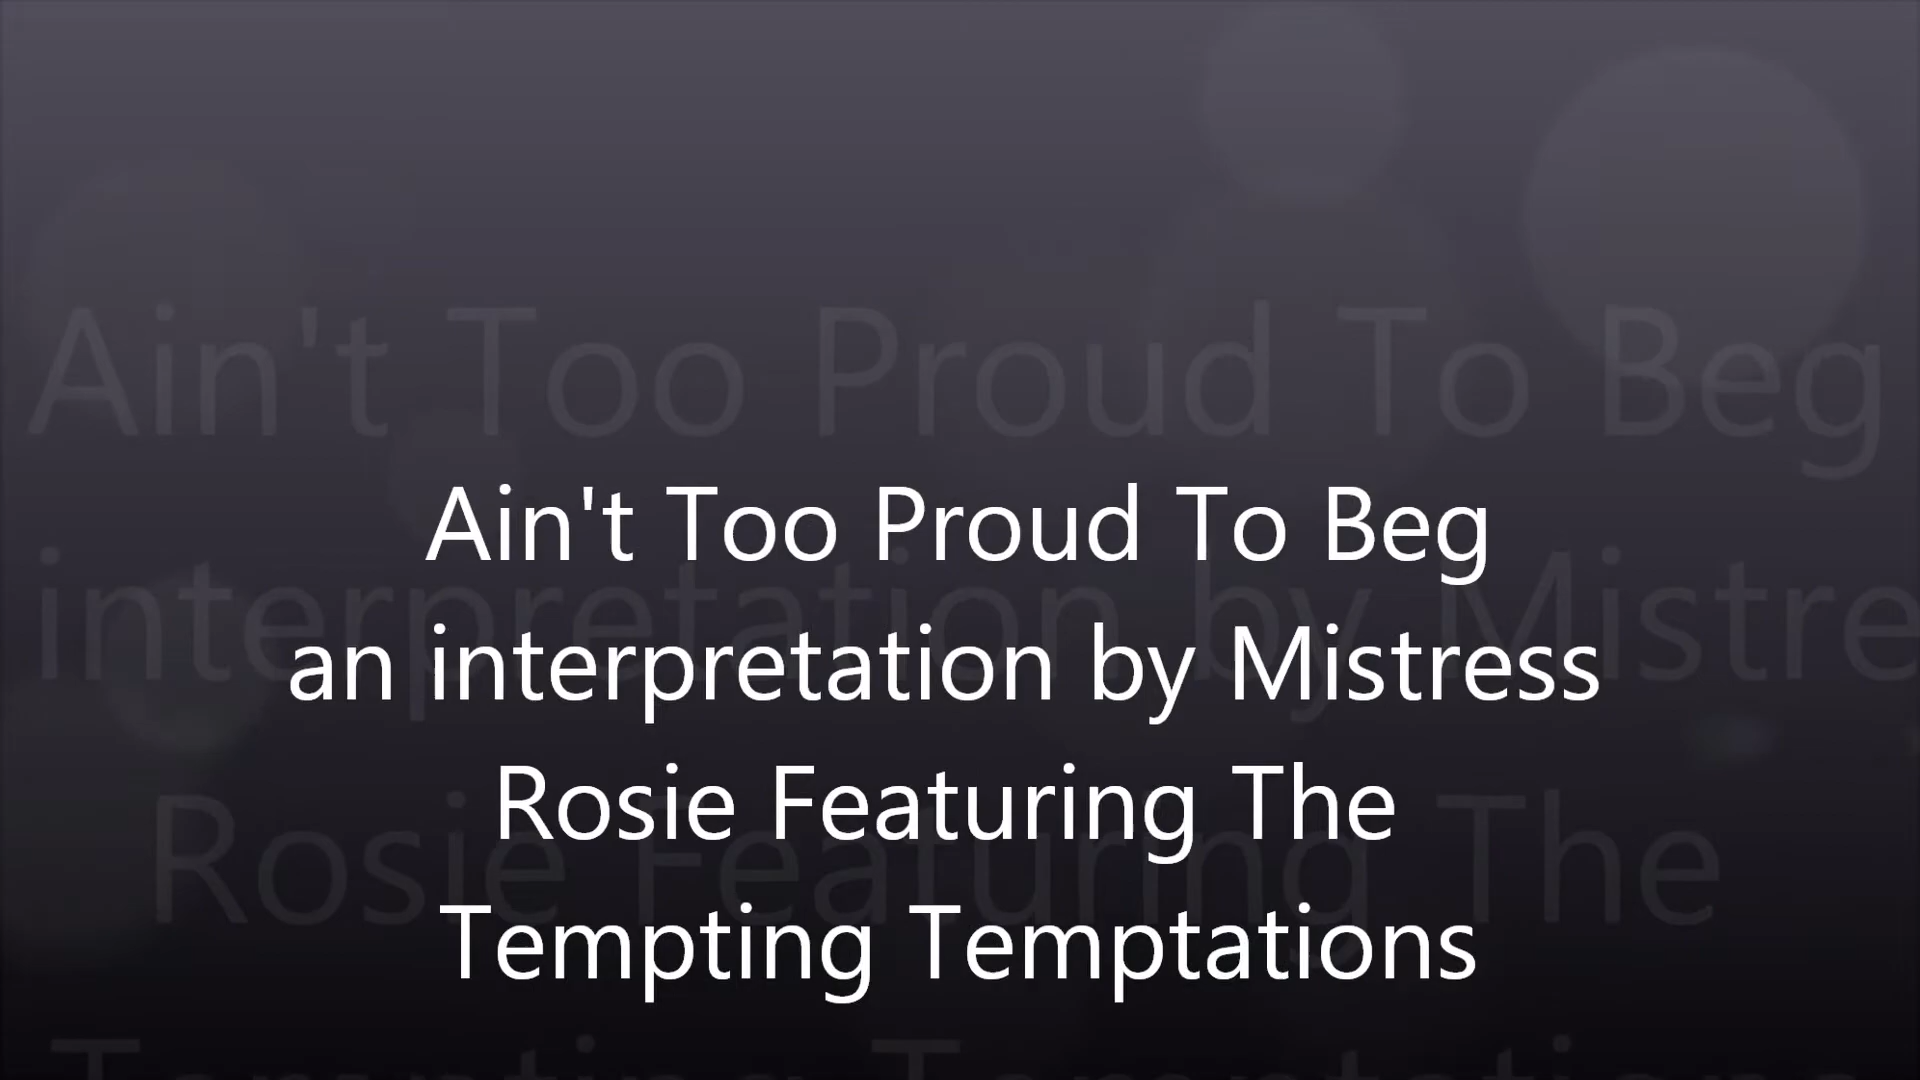 Ain't Too Proud To Beg
an interpretation by Mistress
Rosie Featuring The
Tempting Temptations